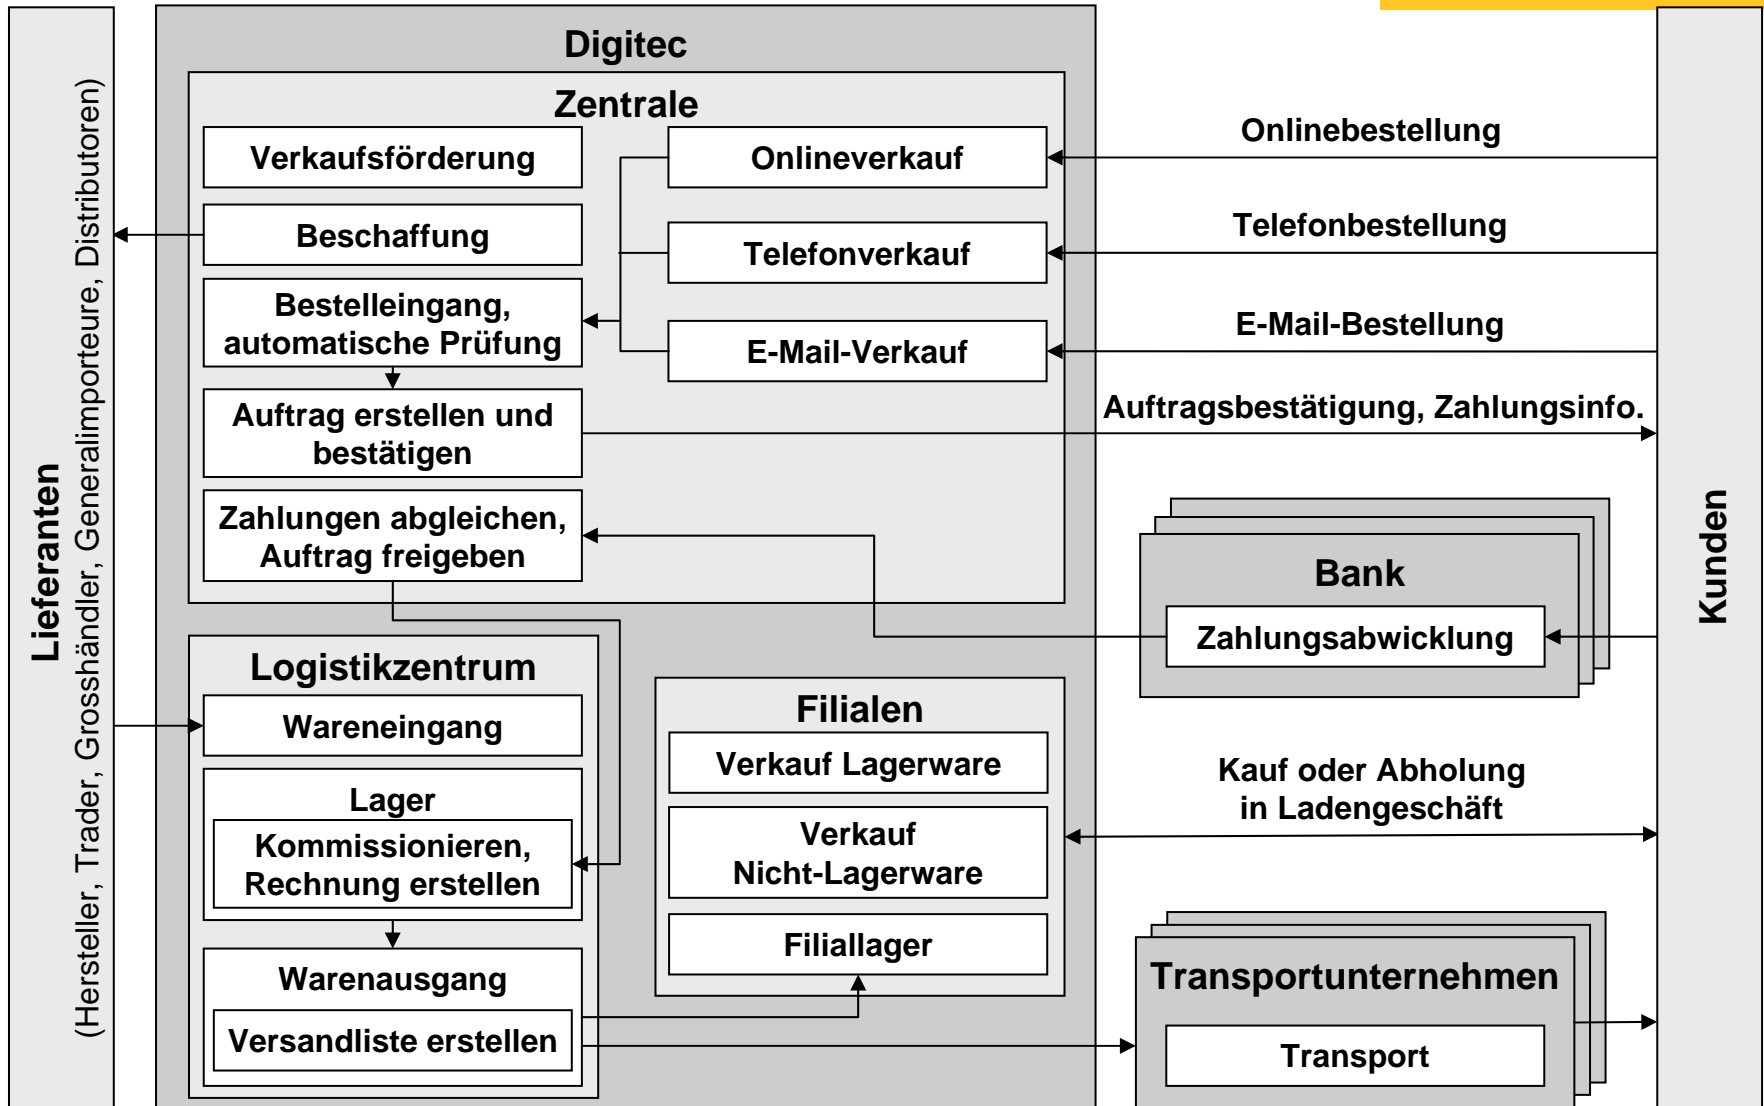 Lieferanten
(Hersteller, Trader, Grosshändler, Generalimporteure, Distributoren)
Digitec
Zentrale
Verkaufsförderung
Beschaffung
Bestelleingang,
automatische Prüfung
Auftrag erstellen und
bestätigen
Zahlungen abgleichen,
Auftrag freigeben
Onlineverkauf
Telefonverkauf
E-Mail-Verkauf
Logistikzentrum
Wareneingang
Lager
Kommissionieren,
Rechnung erstellen
Warenausgang
Versandliste erstellen
Filialen
Verkauf Lagerware
Verkauf
Nicht-Lagerware
Filiallager
Onlinebestellung
Telefonbestellung
E-Mail-Bestellung
Auftragsbestätigung, Zahlungsinfo.
Bank
Zahlungsabwicklung
Kauf oder Abholung
in Ladengeschäft
Transportunternehmen
Transport
Kunden